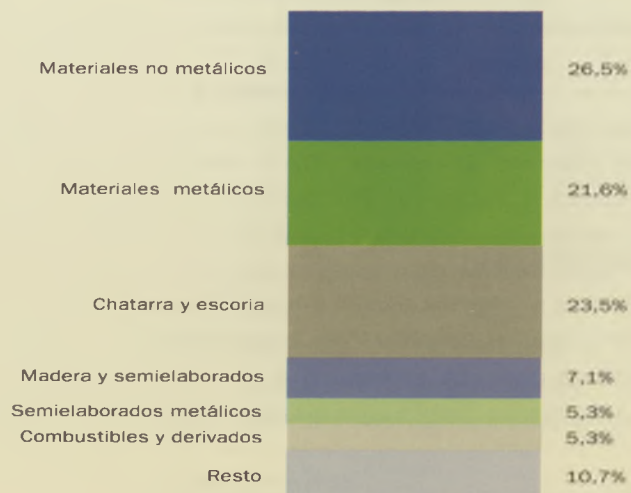 Materiales no metálicos 26,5%
Materiales metálicos 21,6%
Chatarra y escoria 23,5%
Madera y semielaborados 7,1%
Semielaborados metálicos 5,3%
Combustibles y derivados 5,3%
Resto 10,7%